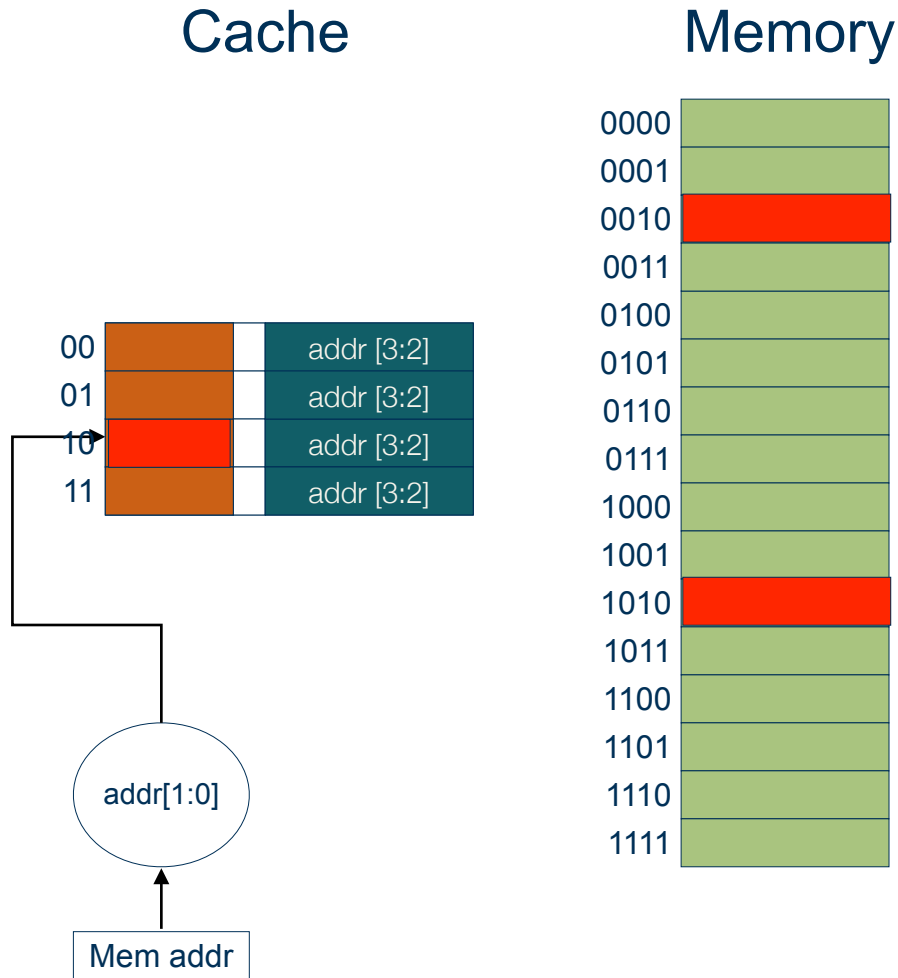 Cache
Memory
0000
0001
0010
0011
0100
0101
0110
0111
1000
1001
1010
1011
1100
1101
1110
1111
00 addr [3:2]
01 addr [3:2]
10 addr [3:2]
11 addr [3:2]
addr[1:0]
Mem addr